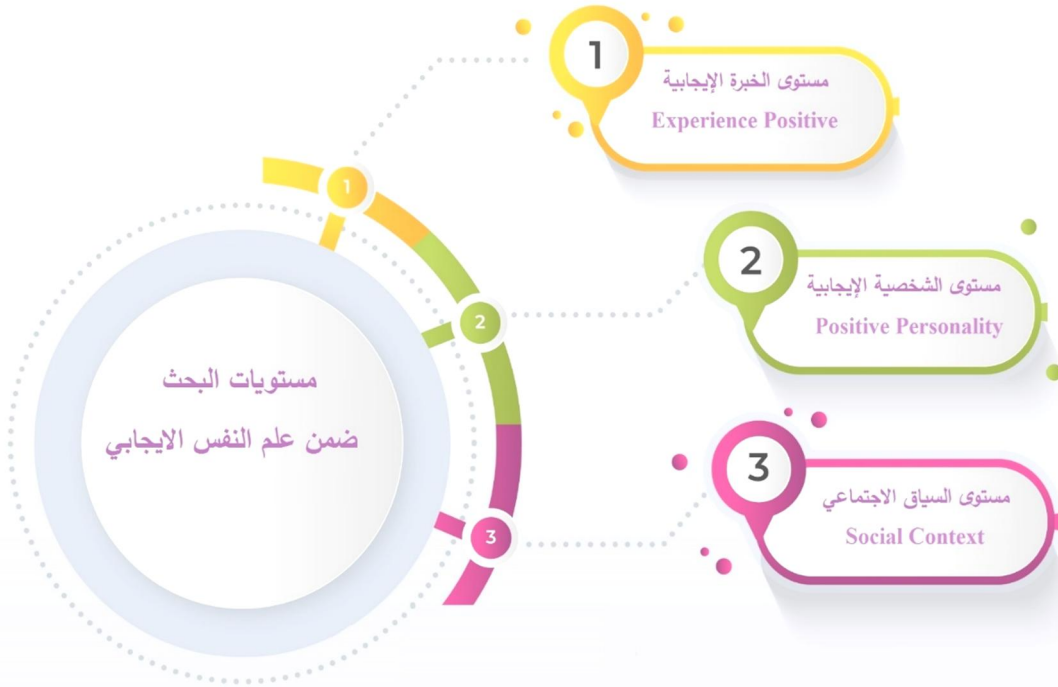 1
مستوى الخبرة الإيجابية
Experience Positive
1
2
مستوى الشخصية الإيجابية
Positive Personality
2
مستويات البحث
ضمن علم النفس الايجابي
3
مستوى السياق الاجتماعي
Social Context
3